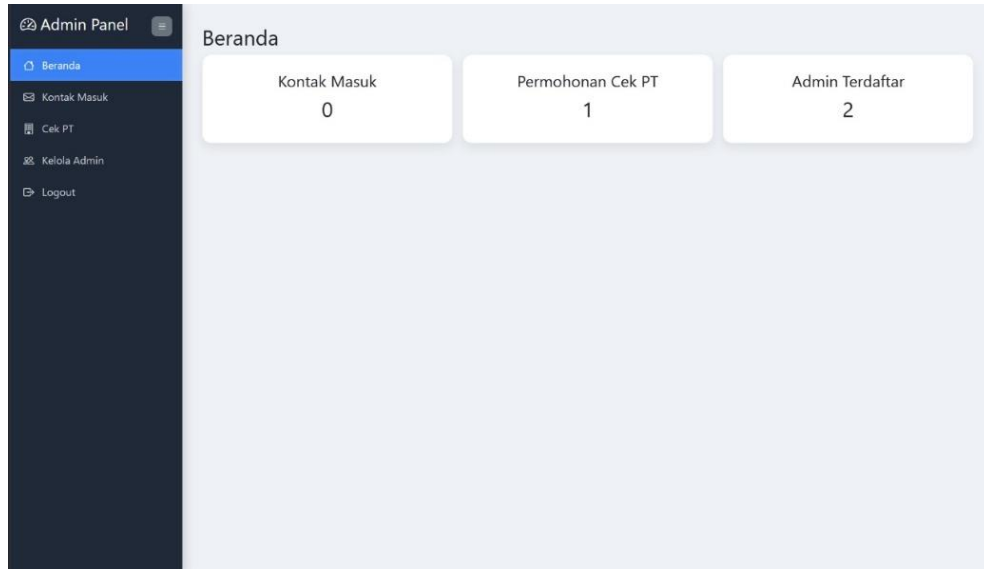 Admin Panel
Beranda
Kontak Masuk
Cek PT
Kelola Admin
Logout
Beranda
Kontak Masuk
0
Permohonan Cek PT
1
Admin Terdaftar
2